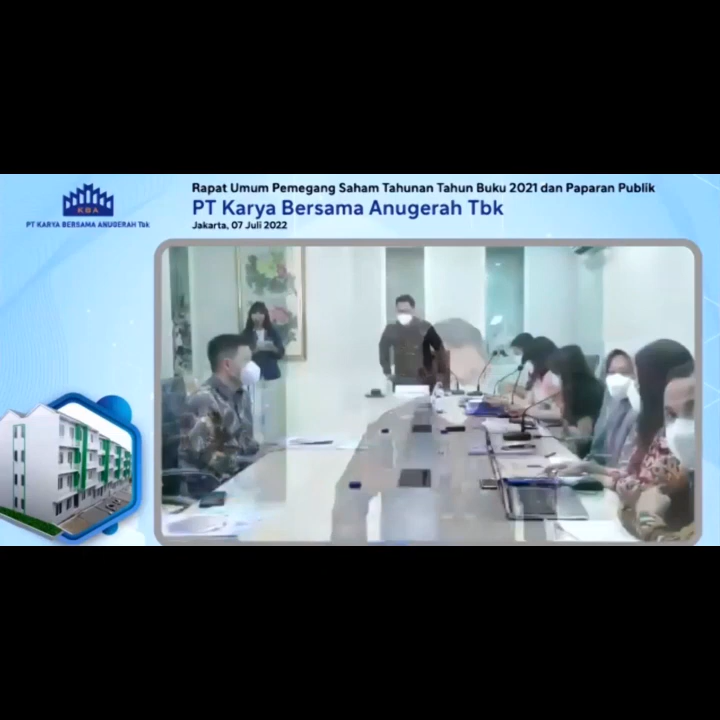 KBA
PT KARYA BERSAMA ANUGERAH Tbk
Rapat Umum Pemegang Saham Tahunan Tahun Buku 2021 dan Paparan Publik
PT Karya Bersama Anugerah Tbk
Jakarta, 07 Juli 2022